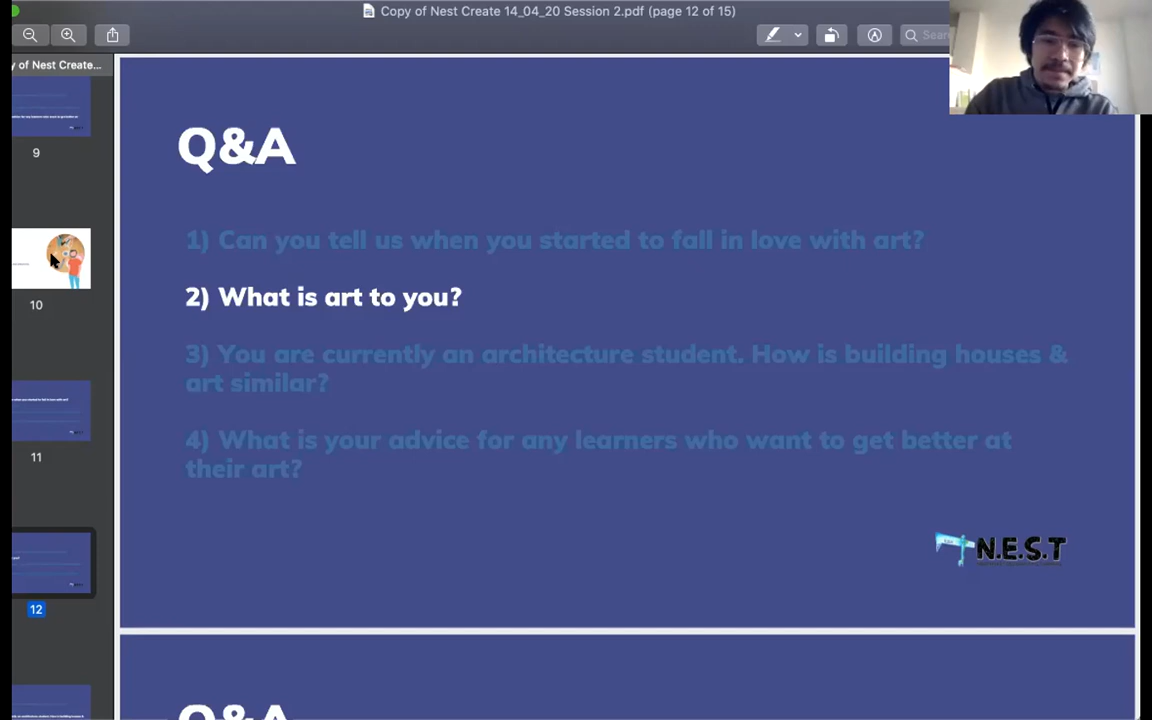 Copy of Nest Create 14_04_20 Session 2.pdf (page 12 of 15)
y of Nest Create...
9
10
11
12
Q&A
1) Can you tell us when you started to fall in love with art?
2) What is art to you?
3) You are currently an architecture student. How is building houses &
art similar?
4) What is your advice for any learners who want to get better at
their art?
N.E.S.T
Q&A